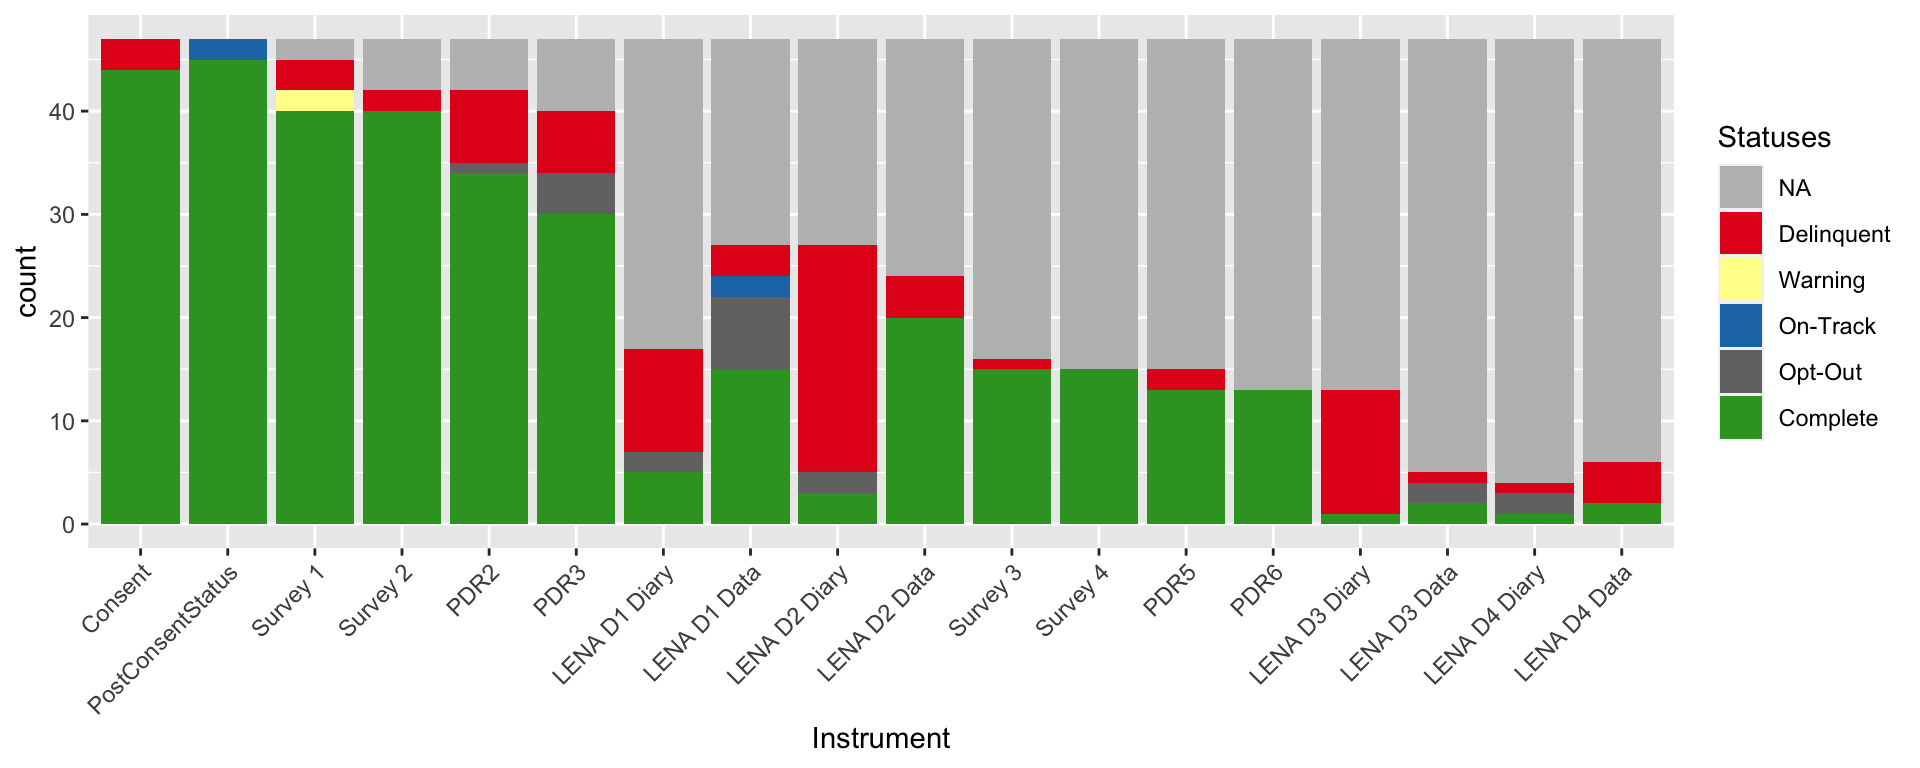 count
40
30
20
10
0
Consent
PostConsentStatus
Survey 1
Survey 2
PDR2
PDR3
LENA D1 Diary
LENA D1 Data
LENA D2 Diary
LENA D2 Data
Survey 3
Survey 4
PDR5
PDR6
LENA D3 Diary
LENA D3 Data
LENA D4 Diary
LENA D4 Data
Instrument
Statuses
NA
Delinquent
Warning
On-Track
Opt-Out
Complete